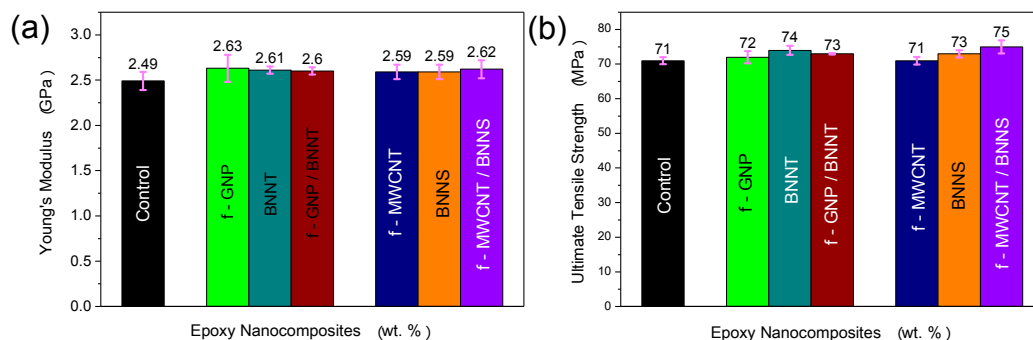 (a)
Young's Modulus (GPa)
3.0
2.5
2.0
1.5
1.0
0.5
0.0
2.49
2.63
2.61
2.6
2.59
2.59
2.62
Control
f - GNP
BNNT
f - GNP / BNNT
f - MWCNT
BNNS
f - MWCNT / BNNS
Epoxy Nanocomposites (wt. % )
(b)
Ultimate Tensile Strength (MPa)
90
80
70
60
50
40
30
20
10
0
71
72
74
73
71
73
75
Control
f - GNP
BNNT
f - GNP / BNNT
f - MWCNT
BNNS
f - MWCNT / BNNS
Epoxy Nanocomposites (wt. %)